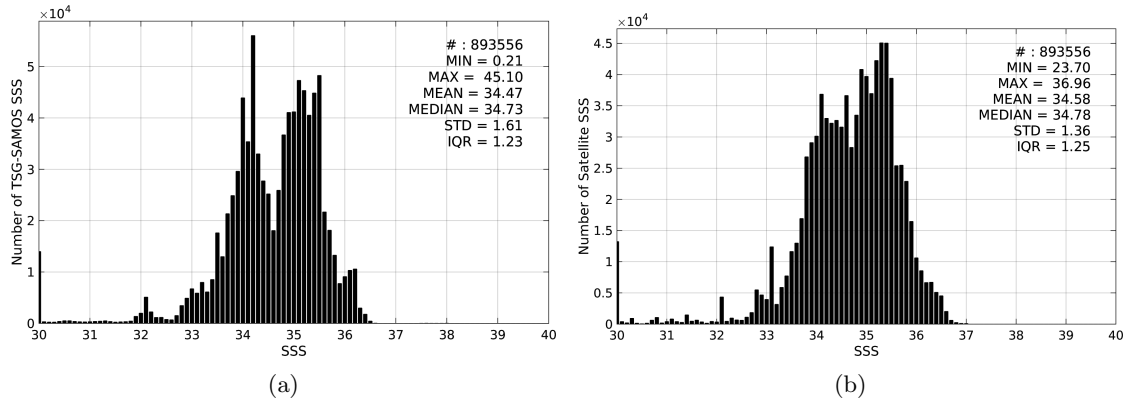 ×10⁴
# : 893556
MIN = 0.21
MAX = 45.10
MEAN = 34.47
MEDIAN = 34.73
STD = 1.61
IQR = 1.23
Number of TSG-SAMOS SSS
5
4
3
2
1
0
30 31 32 33 34 35 36 37 38 39 40
SSS
(a)
×10⁴
# : 893556
MIN = 23.70
MAX = 36.96
MEAN = 34.58
MEDIAN = 34.78
STD = 1.36
IQR = 1.25
Number of Satellite SSS
4.5
4
3.5
3
2.5
2
1.5
1
0.5
0
30 31 32 33 34 35 36 37 38 39 40
SSS
(b)